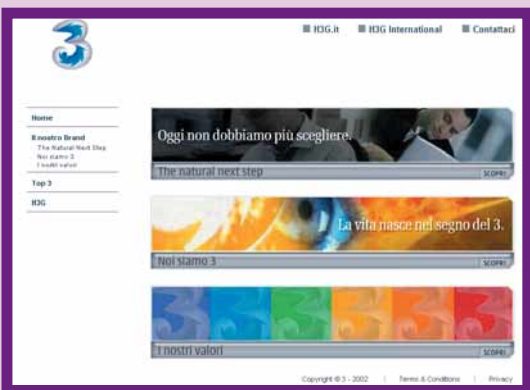 3
H3G.it H3G International Contattaci
Home
Il nostro Brand
The Natural Next Step
Noi siamo 3
I nostri valori
Top 3
H3G
Oggi non dobbiamo più scegliere.
The natural next step SCOPRI
La vita nasce nel segno del 3.
Noi siamo 3 SCOPRI
I nostri valori SCOPRI
Copyright © 3 - 2002 | Terms & Conditions | Privacy